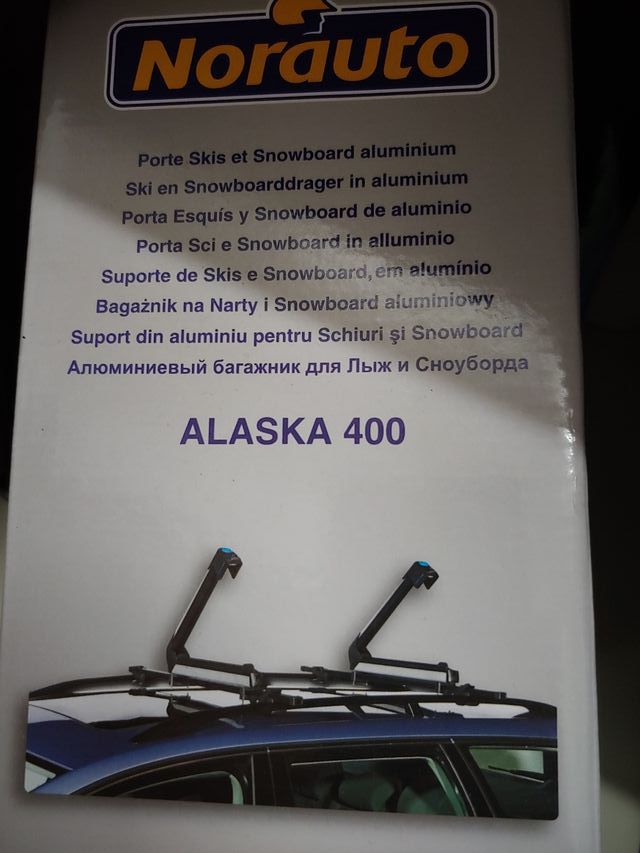 Norauto
Porte Skis et Snowboard aluminium
Ski en Snowboarddrager in aluminium
Porta Esquís y Snowboard de aluminio
Porta Sci e Snowboard in alluminio
Suporte de Skis e Snowboard, em alumínio
Bagażnik na Narty i Snowboard aluminiowy
Suport din aluminiu pentru Schiuri şi Snowboard
Алюминиевый багажник для Лыж и Сноуборда
ALASKA 400